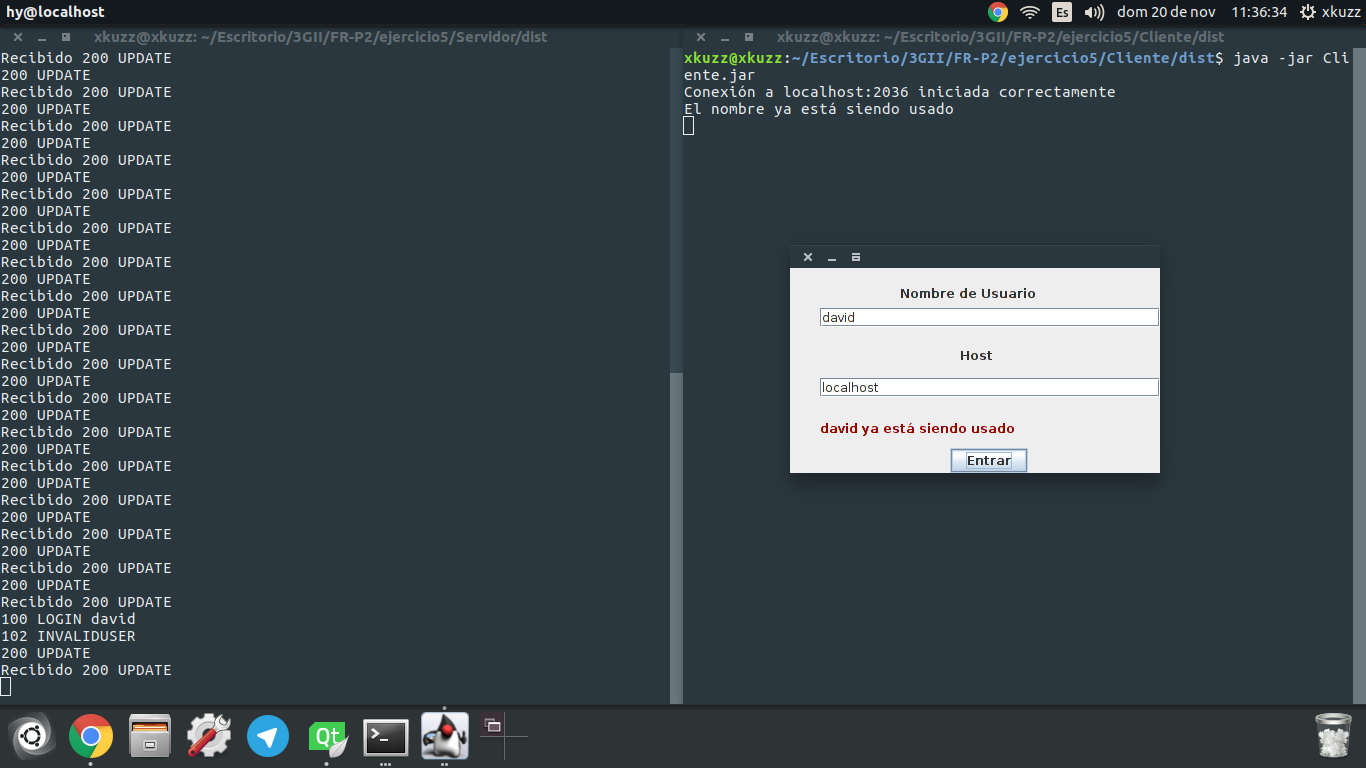 hy@localhost
Es
dom 20 de nov
11:36:34
xkuzz
xkuzz@xkuzz: ~/Escritorio/3GII/FR-P2/ejercicio5/Servidor/dist
Recibido 200 UPDATE
200 UPDATE
Recibido 200 UPDATE
200 UPDATE
Recibido 200 UPDATE
200 UPDATE
Recibido 200 UPDATE
200 UPDATE
Recibido 200 UPDATE
200 UPDATE
Recibido 200 UPDATE
200 UPDATE
Recibido 200 UPDATE
200 UPDATE
Recibido 200 UPDATE
200 UPDATE
Recibido 200 UPDATE
200 UPDATE
Recibido 200 UPDATE
200 UPDATE
Recibido 200 UPDATE
200 UPDATE
Recibido 200 UPDATE
200 UPDATE
Recibido 200 UPDATE
200 UPDATE
Recibido 200 UPDATE
200 UPDATE
Recibido 200 UPDATE
200 UPDATE
Recibido 200 UPDATE
200 UPDATE
Recibido 200 UPDATE
100 LOGIN david
102 INVALIDUSER
200 UPDATE
Recibido 200 UPDATE
xkuzz@xkuzz: ~/Escritorio/3GII/FR-P2/ejercicio5/Cliente/dist
xkuzz@xkuzz:~/Escritorio/3GII/FR-P2/ejercicio5/Cliente/dist$ java -jar Cli
ente.jar
Conexión a localhost:2036 iniciada correctamente
El nombre ya está siendo usado
Nombre de Usuario
david
Host
localhost
david ya está siendo usado
Entrar
Qt